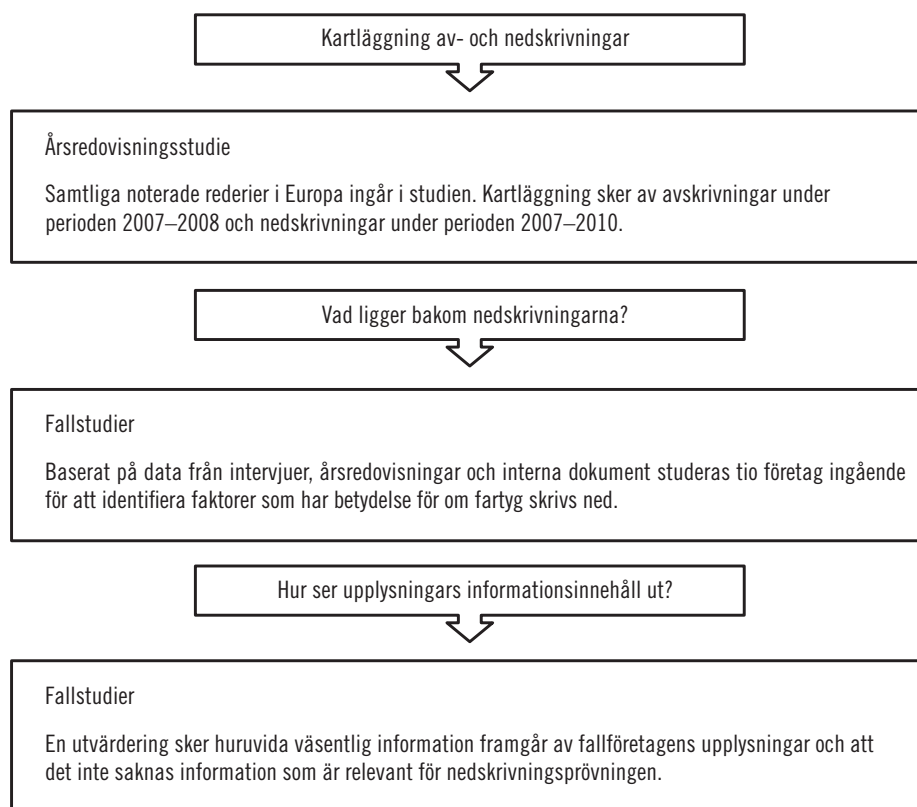 Kartläggning av- och nedskrivningar
Årsredovisningsstudie
Samtliga noterade rederier i Europa ingår i studien. Kartläggning sker av avskrivningar under
perioden 2007–2008 och nedskrivningar under perioden 2007–2010.
Vad ligger bakom nedskrivningarna?
Fallstudier
Baserat på data från intervjuer, årsredovisningar och interna dokument studeras tio företag ingående
för att identifiera faktorer som har betydelse för om fartyg skrivs ned.
Hur ser upplysningars informationsinnehåll ut?
Fallstudier
En utvärdering sker huruvida väsentlig information framgår av fallföretagens upplysningar och att
det inte saknas information som är relevant för nedskrivningsprövningen.